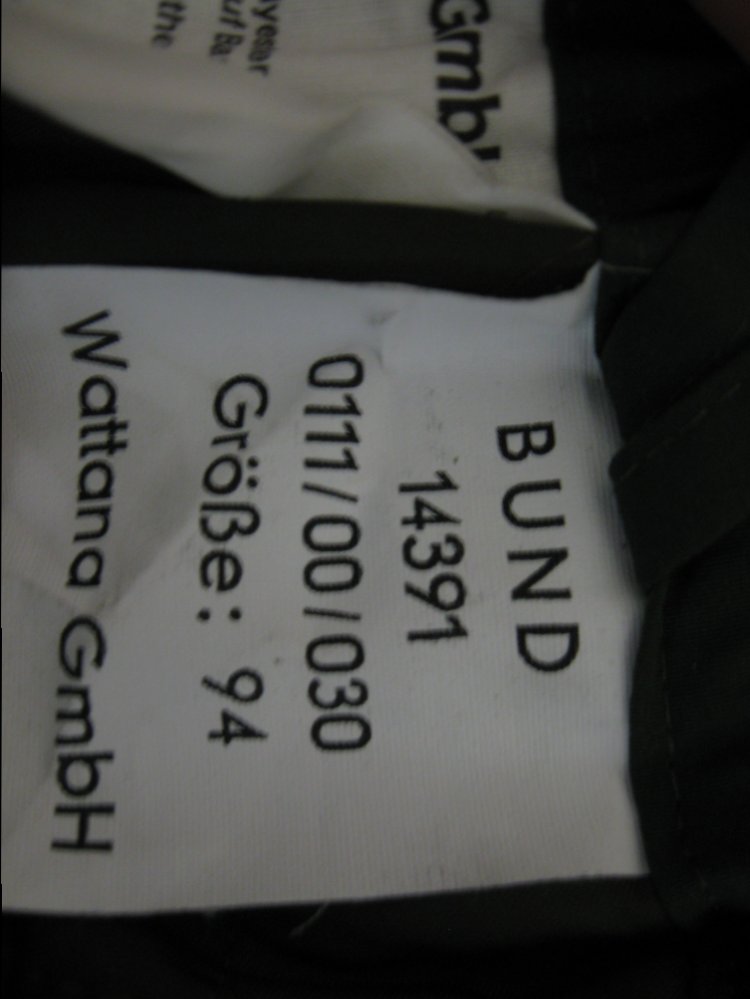 BUND
14391
0111/00/030
Größe: 94
Wattana GmbH